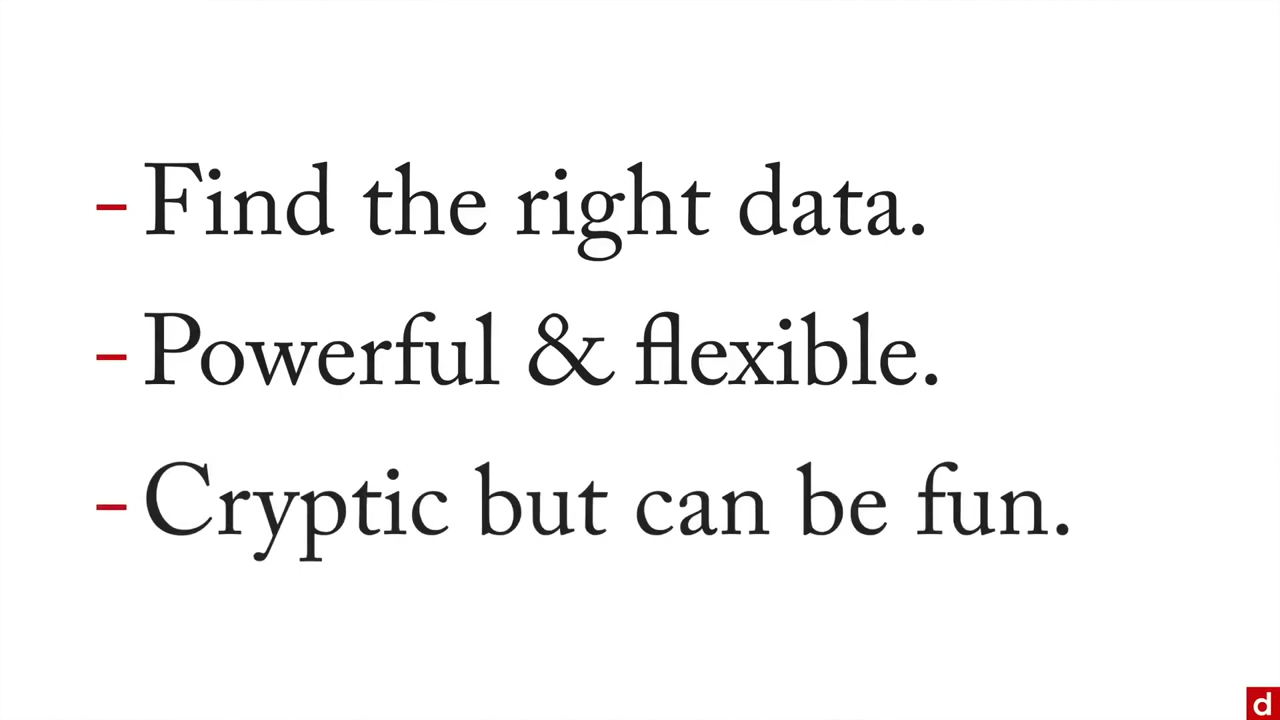 - Find the right data.
- Powerful & flexible.
- Cryptic but can be fun.
d